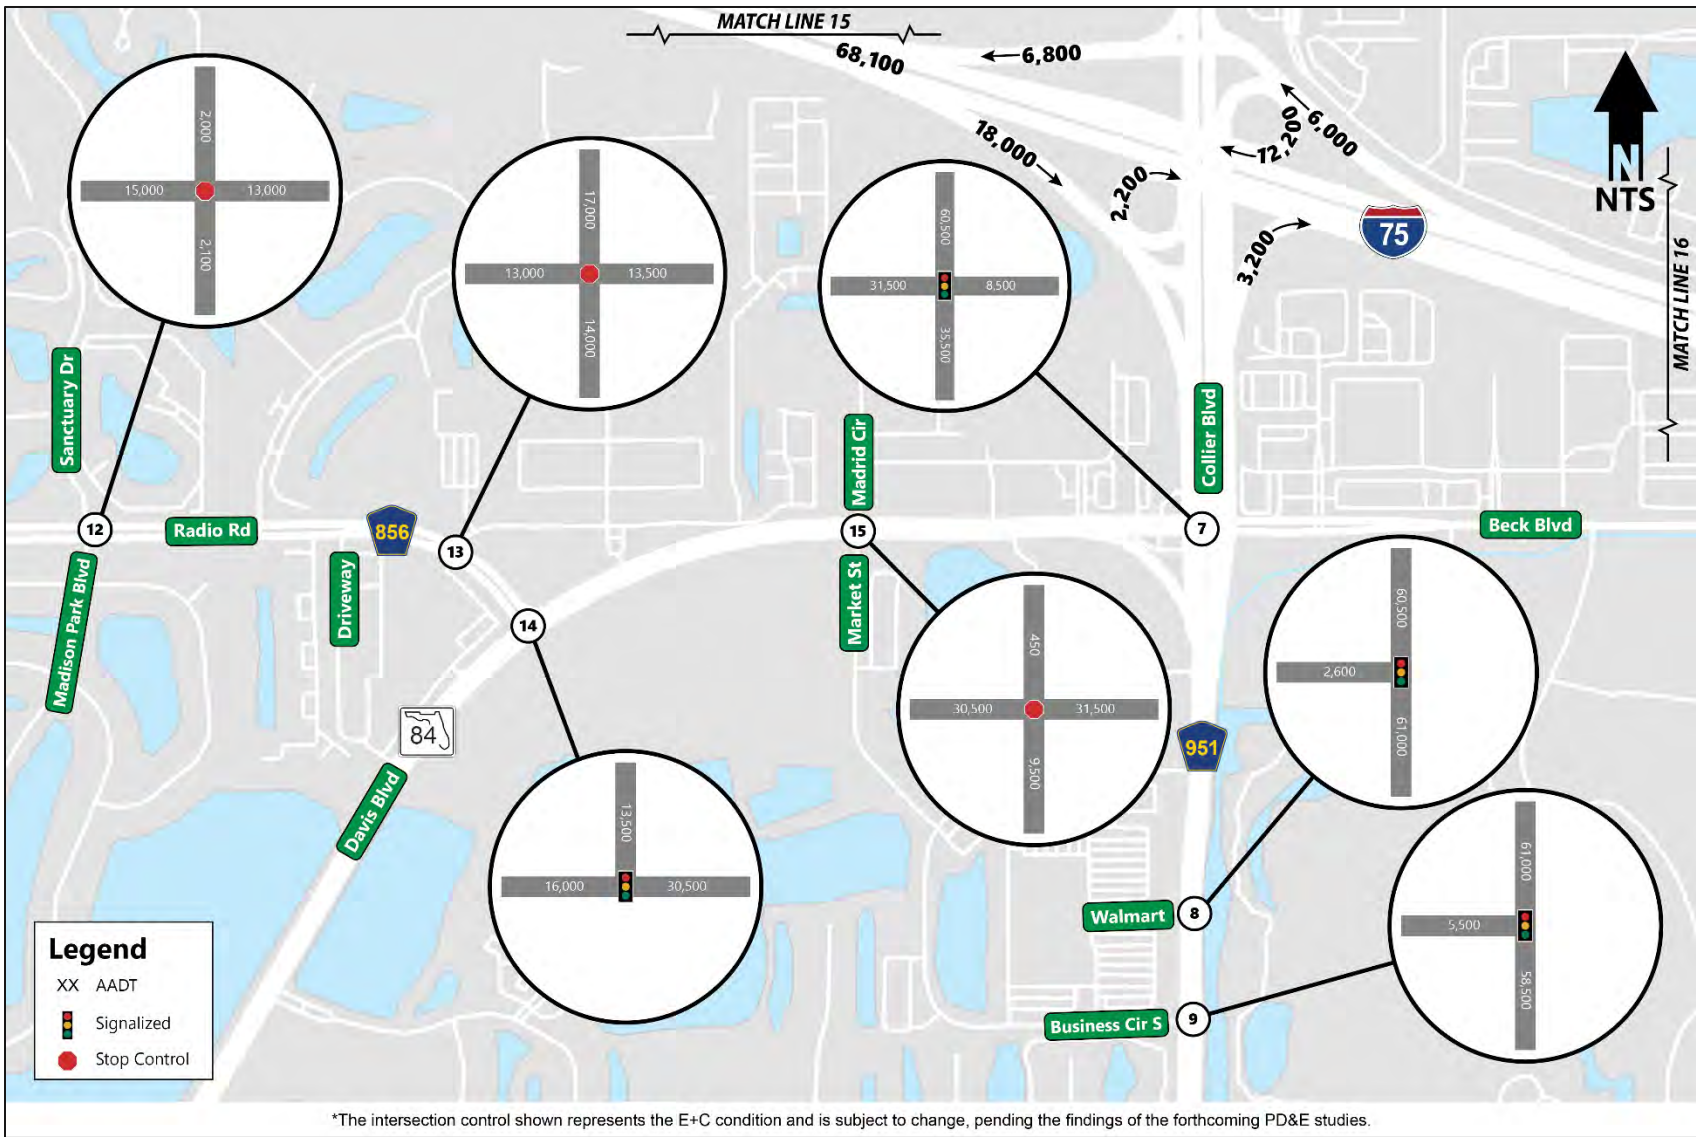 MATCH LINE 15
68,100
6,800
18,000
2,200
12,200
6,000
3,200
75
N
NTS
MATCH LINE 16
2,000
15,000
13,000
2,100
17,000
13,000
13,500
14,000
60,500
31,500
8,500
35,500
Sanctuary Dr
Madrid Cir
Collier Blvd
12
Radio Rd
856
13
15
7
Beck Blvd
Madison Park Blvd
Driveway
Market St
14
84
Davis Blvd
951
450
30,500
31,500
9,500
60,500
2,600
61,000
13,500
16,000
30,500
61,000
5,500
58,500
Walmart
8
Business Cir S
9
Legend
XX AADT
Signalized
Stop Control
*The intersection control shown represents the E+C condition and is subject to change, pending the findings of the forthcoming PD&E studies.